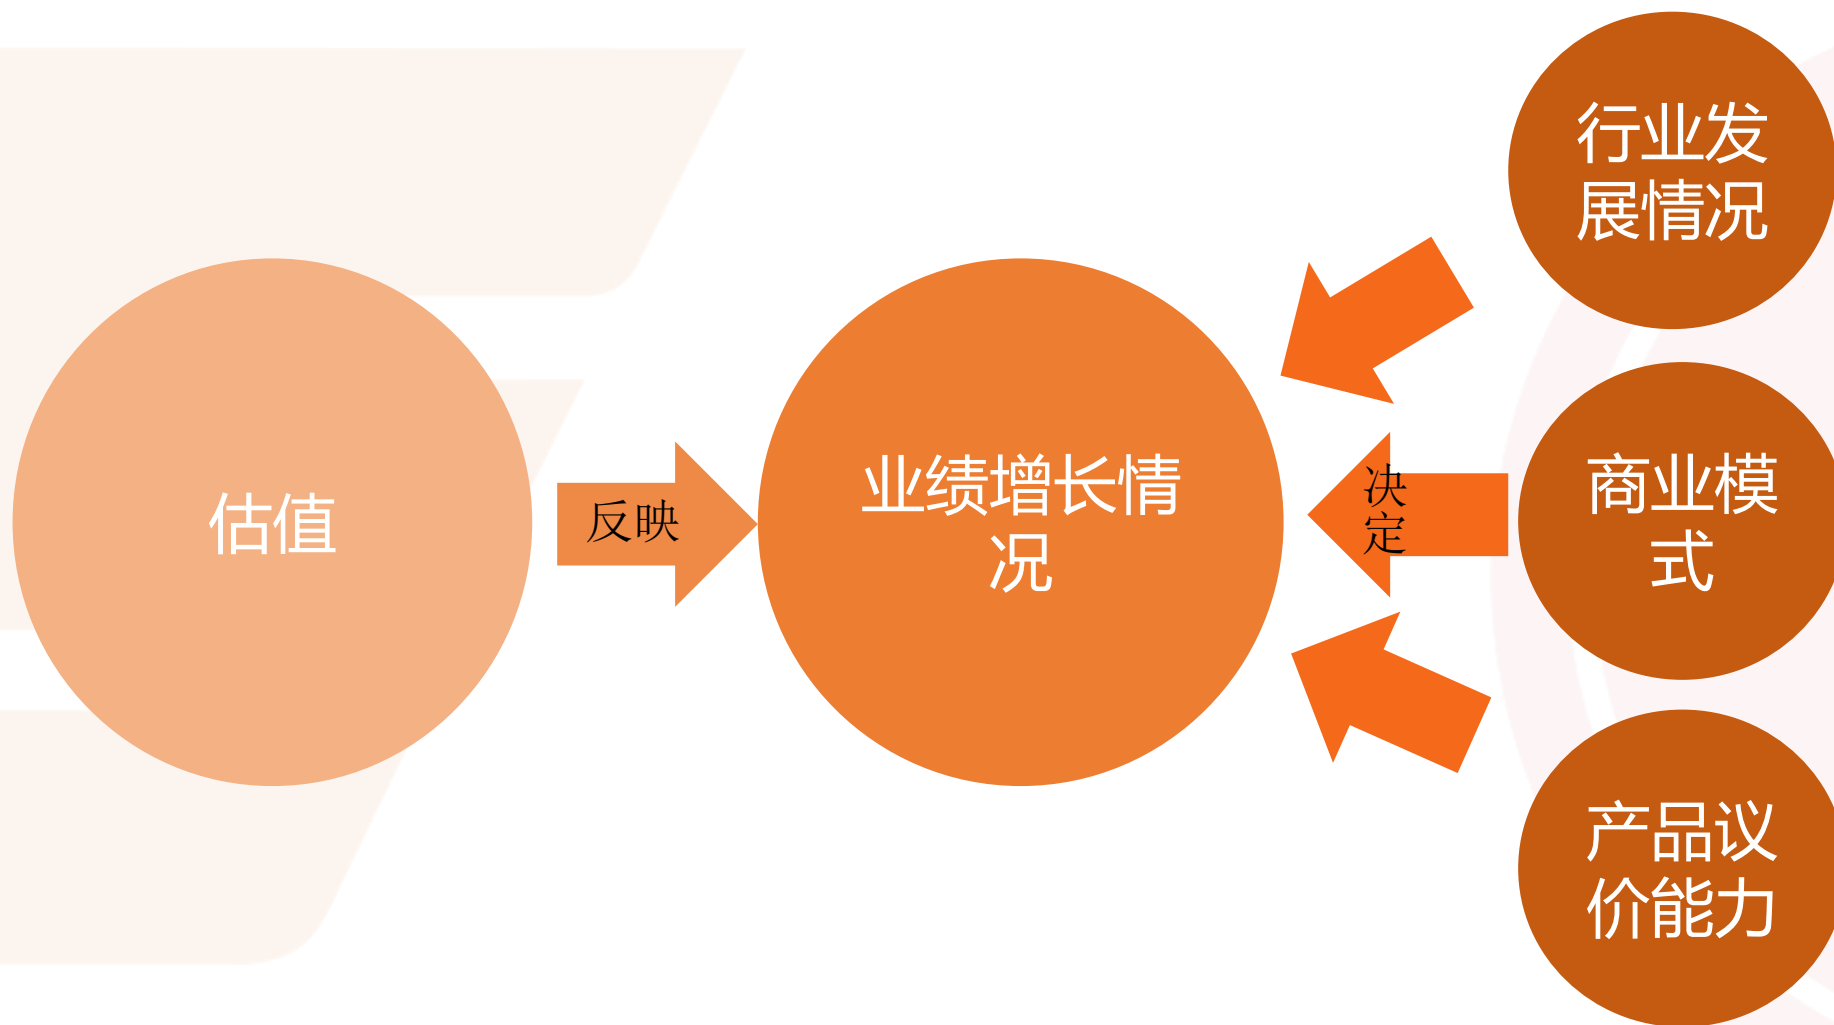 估值
反映
业绩增长情
况
决
定
行业发
展情况
商业模
式
产品议
价能力